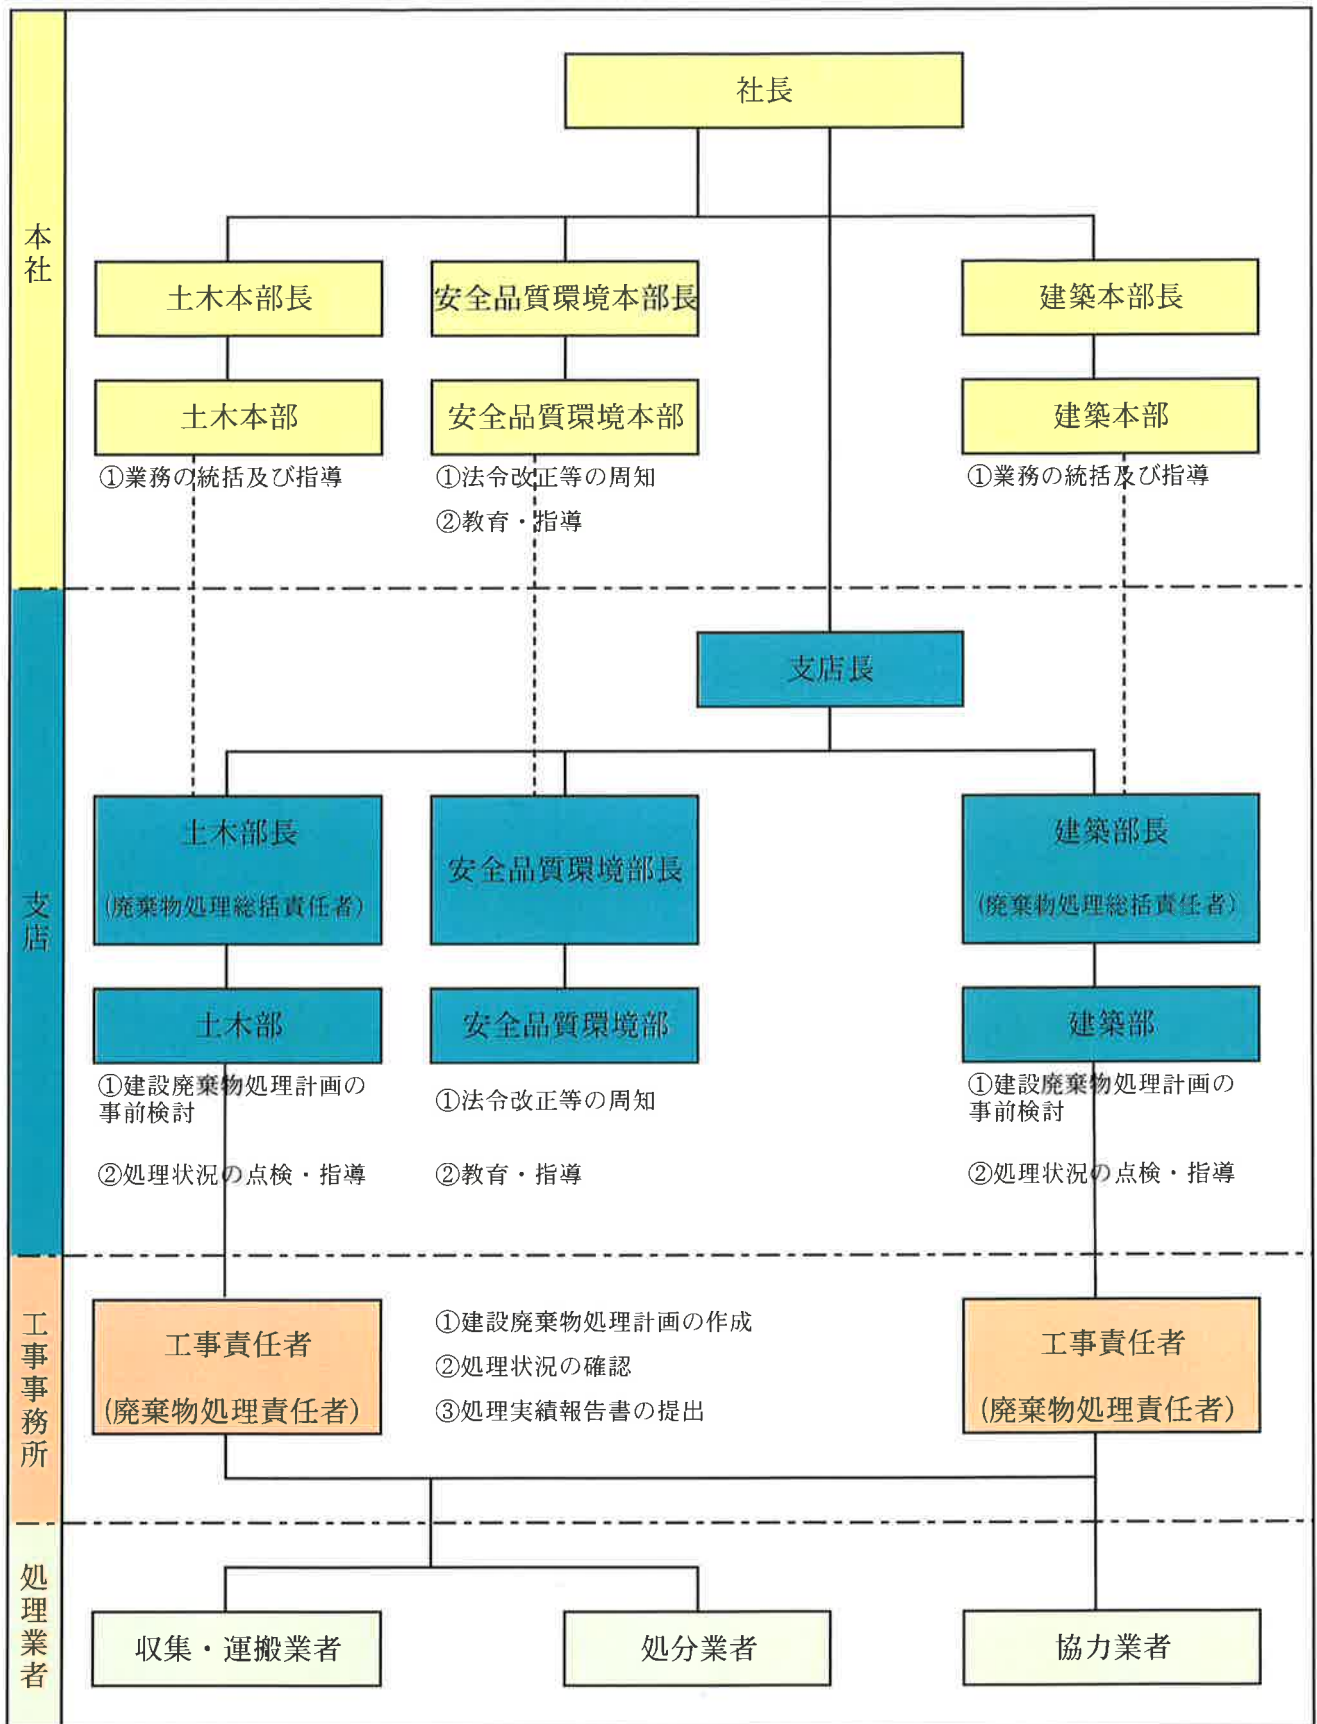 本社
社長
土木本部長
安全品質環境本部長
建築本部長
土木本部
安全品質環境本部
建築本部
①業務の統括及び指導
①法令改正等の周知
②教育・指導
①業務の統括及び指導
支店
支店長
土木部長
(廃棄物処理総括責任者)
安全品質環境部長
建築部長
(廃棄物処理総括責任者)
土木部
安全品質環境部
建築部
①建設廃棄物処理計画の
事前検討
②処理状況の点検・指導
①法令改正等の周知
②教育・指導
①建設廃棄物処理計画の
事前検討
②処理状況の点検・指導
工事事務所
工事責任者
(廃棄物処理責任者)
①建設廃棄物処理計画の作成
②処理状況の確認
③処理実績報告書の提出
工事責任者
(廃棄物処理責任者)
処理業者
収集・運搬業者
処分業者
協力業者